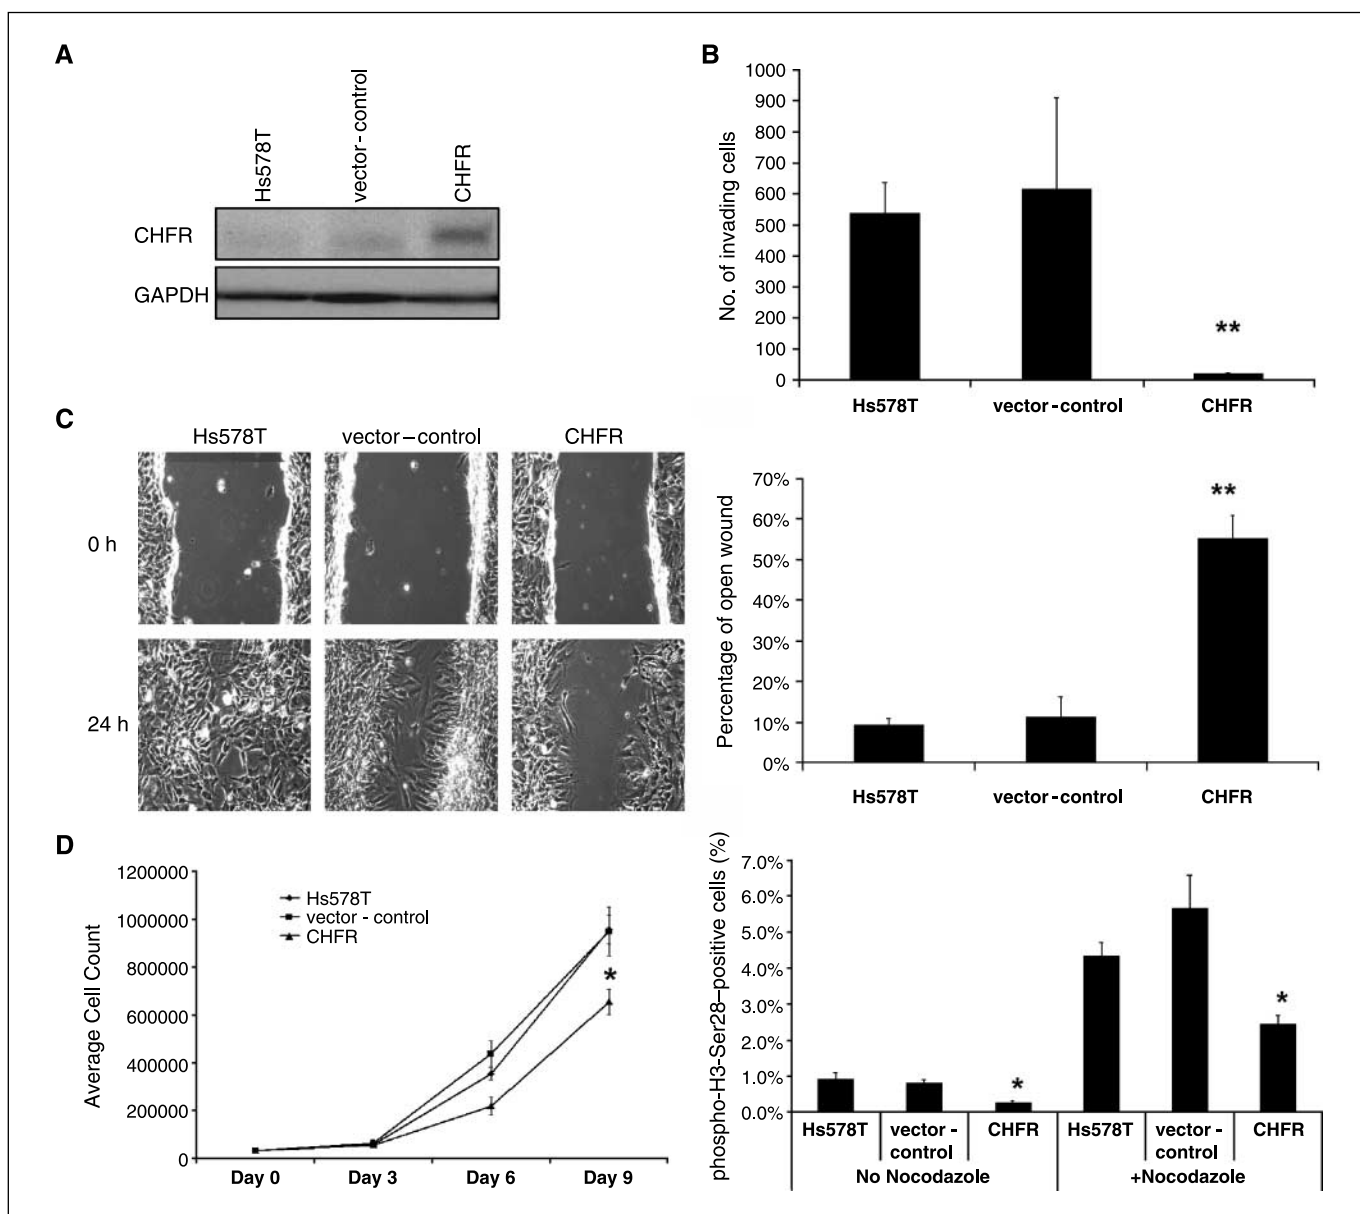 A
Hs578T
vector-control
CHFR
CHFR
GAPDH
B
No. of invading cells
1000
900
800
700
600
500
400
300
200
100
0
**
Hs578T
vector-control
CHFR
C
Hs578T
vector–control
CHFR
0 h
24 h
Percentage of open wound
70%
60%
50%
40%
30%
20%
10%
0%
**
Hs578T
vector-control
CHFR
D
Average Cell Count
1200000
1000000
800000
600000
400000
200000
0
Hs578T
vector - control
CHFR
*
Day 0
Day 3
Day 6
Day 9
phospho-H3-Ser28–positive cells (%)
7.0%
6.0%
5.0%
4.0%
3.0%
2.0%
1.0%
0.0%
*
*
Hs578T
vector -
control
CHFR
Hs578T
vector -
control
CHFR
No Nocodazole
+Nocodazole